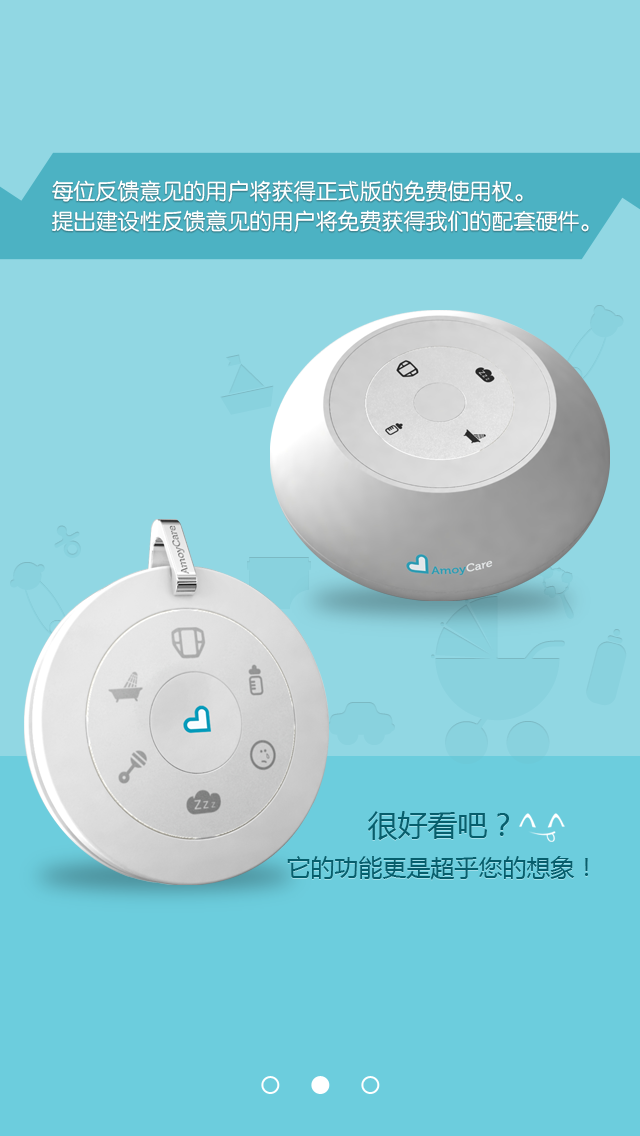 每位反馈意见的用户将获得正式版的免费使用权。
提出建设性反馈意见的用户将免费获得我们的配套硬件。
zzz
AmoyCare
AmoyCare
Zzz
很好看吧？
它的功能更是超乎您的想象！